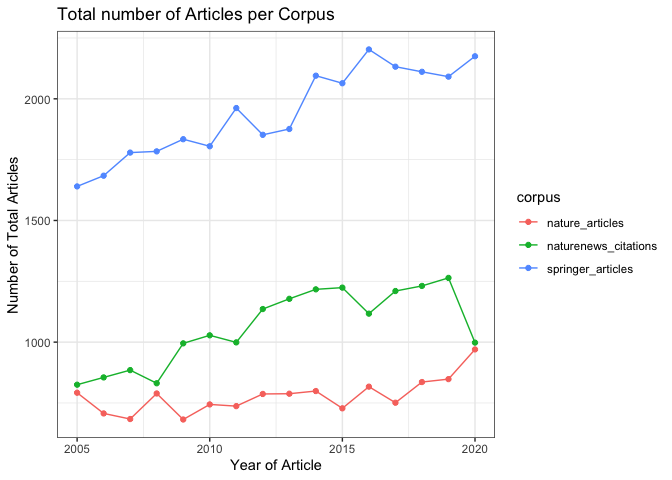 Total number of Articles per Corpus
Number of Total Articles
2000
1500
1000
2005 2010 2015 2020
Year of Article
corpus
nature_articles
naturenews_citations
springer_articles